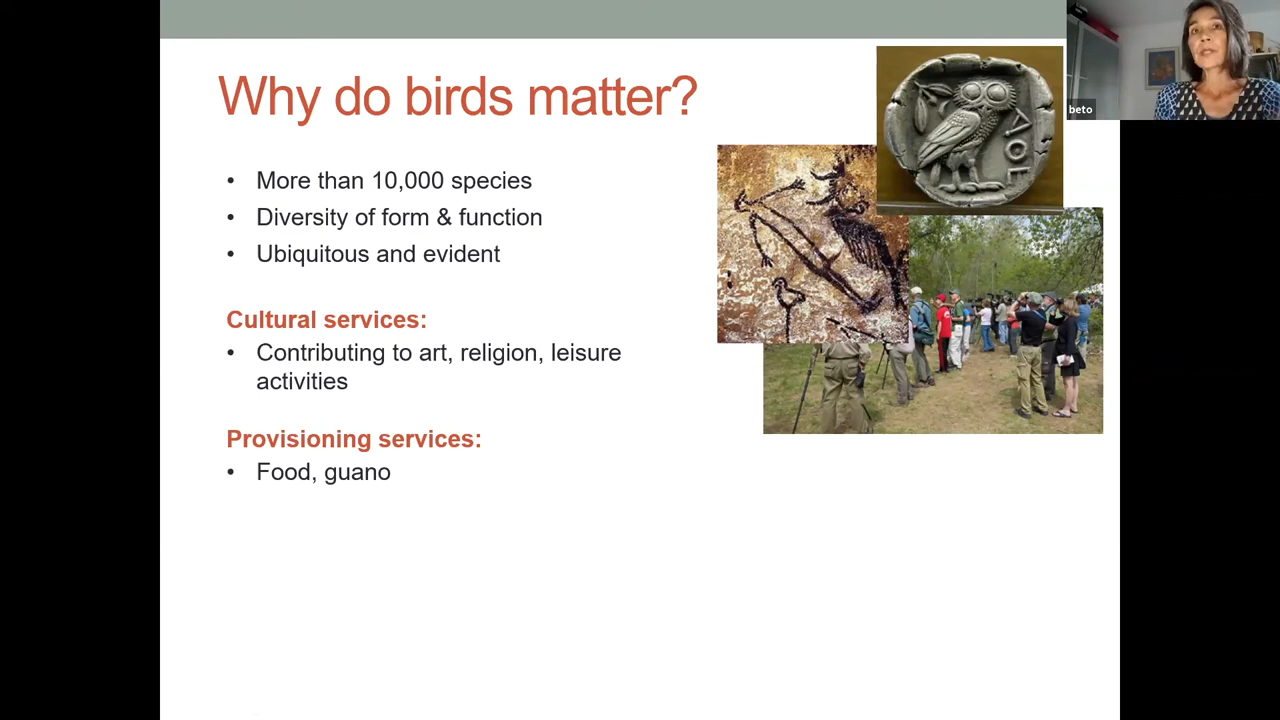 Why do birds matter?
• More than 10,000 species
• Diversity of form & function
• Ubiquitous and evident
Cultural services:
• Contributing to art, religion, leisure
activities
Provisioning services:
• Food, guano
beto
ΑΘΕ